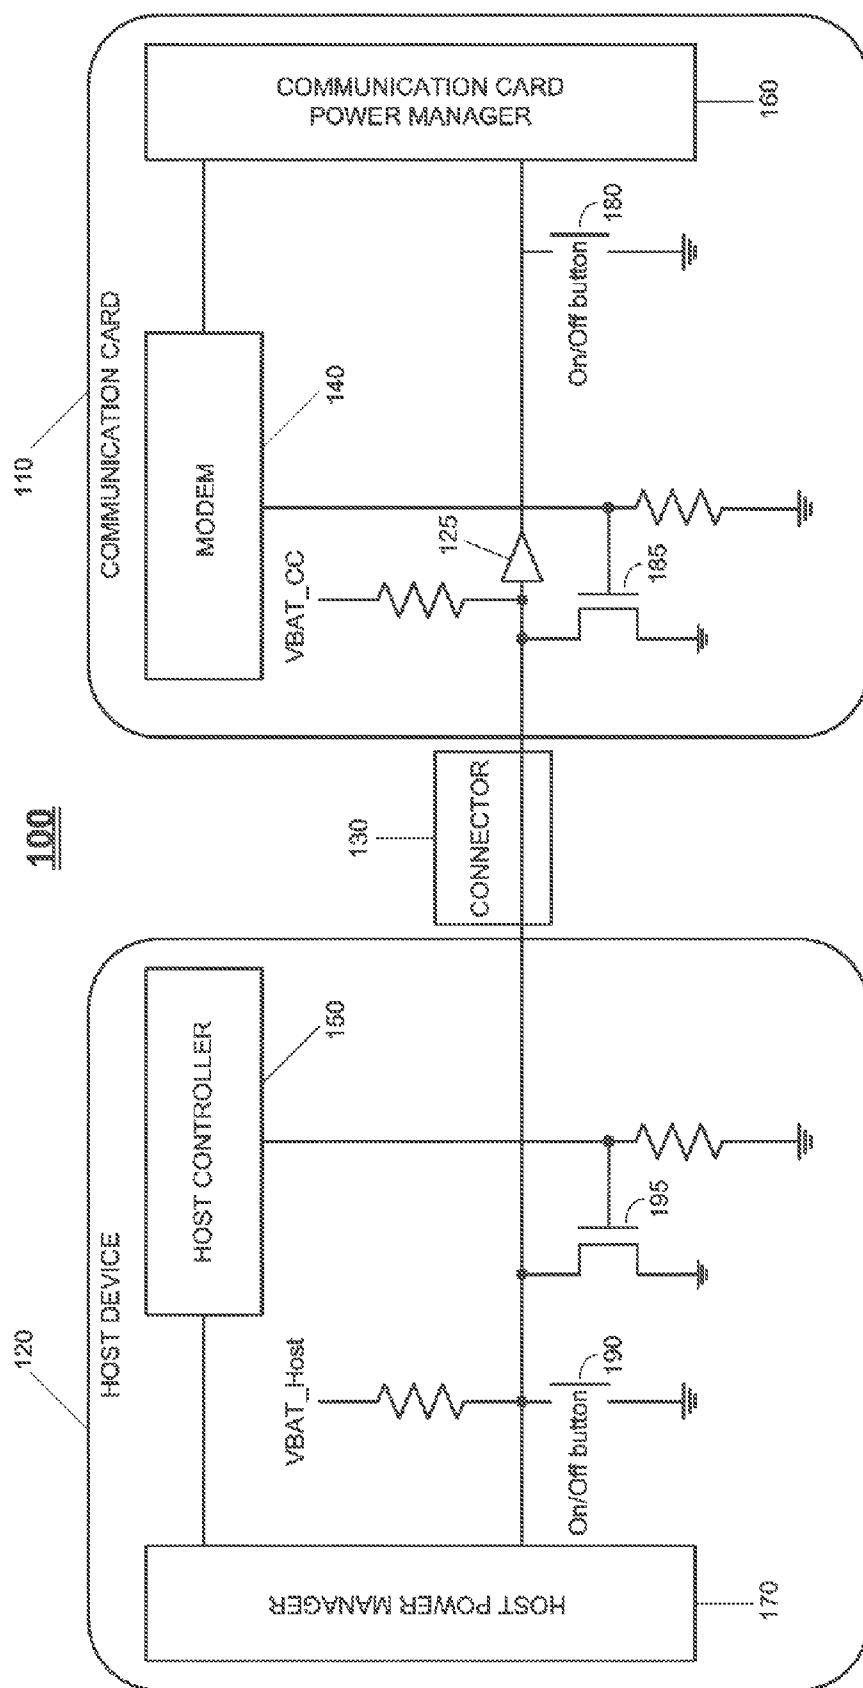 100
120
HOST DEVICE
HOST CONTROLLER
150
HOST POWER MANAGER
170
VBAT_Host
On/Off button
190
195
130
CONNECTOR
110
COMMUNICATION CARD
MODEM
140
VBAT_CC
125
185
On/Off button
180
COMMUNICATION CARD
POWER MANAGER
160